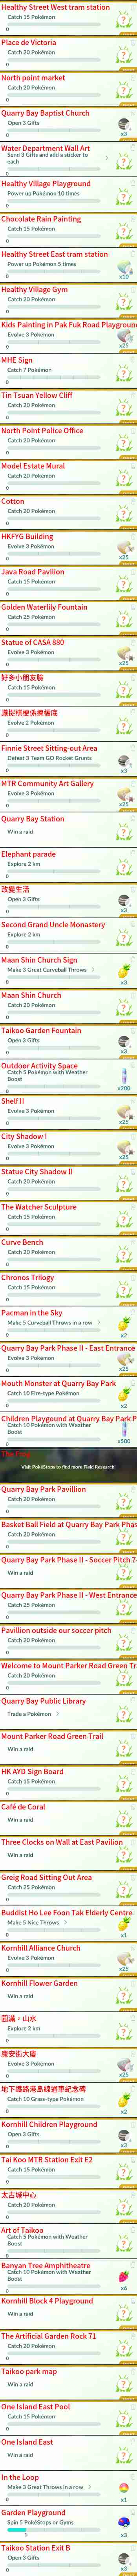 Healthy Street West tram station
Catch 15 Pokémon
0
Place de Victoria
Catch 20 Pokémon
0
North point market
Catch 20 Pokémon
0
Quarry Bay Baptist Church
Open 3 Gifts
x3
0
Water Department Wall Art
Send 3 Gifts and add a sticker to
each
0
Healthy Village Playground
Power up Pokémon 10 times
0
Chocolate Rain Painting
Catch 15 Pokémon
0
Healthy Street East tram station
Power up Pokémon 5 times
x10
0
Healthy Village Gym
Catch 20 Pokémon
0
Kids Painting in Pak Fuk Road Playground
Evolve 3 Pokémon
x25
0
MHE Sign
Catch 7 Pokémon
0
Tin Tsuan Yellow Cliff
Catch 20 Pokémon
0
North Point Police Office
Catch 20 Pokémon
0
Model Estate Mural
Catch 20 Pokémon
0
Cotton
Catch 20 Pokémon
0
HKFYG Building
Evolve 3 Pokémon
x25
0
Java Road Pavilion
Catch 15 Pokémon
0
Golden Waterlily Fountain
Catch 25 Pokémon
0
Statue of CASA 880
Evolve 3 Pokémon
x25
0
好多小朋友臉
Catch 15 Pokémon
0
識捉棋梗係揀橋底
Evolve 2 Pokémon
0
Finnie Street Sitting-out Area
Defeat 3 Team GO Rocket Grunts
x3
0
MTR Community Art Gallery
Evolve 3 Pokémon
x25
0
Quarry Bay Station
Win a raid
Elephant parade
Explore 2 km
0
改變生活
Open 3 Gifts
x3
0
Second Grand Uncle Monastery
Explore 2 km
0
Maan Shin Church Sign
Make 3 Great Curveball Throws
x3
0
Maan Shin Church
Catch 20 Pokémon
0
Taikoo Garden Fountain
Open 3 Gifts
x3
0
Outdoor Activity Space
Catch 5 Pokémon with Weather
Boost
x200
0
Shelf II
Evolve 3 Pokémon
x25
0
City Shadow I
Evolve 3 Pokémon
x25
0
Statue City Shadow II
Catch 20 Pokémon
0
The Watcher Sculpture
Catch 15 Pokémon
0
Curve Bench
Catch 20 Pokémon
0
Chronos Trilogy
Catch 15 Pokémon
0
Pacman in the Sky
Make 5 Curveball Throws in a row
x2
0
Quarry Bay Park Phase II - East Entrance
Evolve 3 Pokémon
x25
0
Mouth Monster at Quarry Bay Park
Catch 10 Fire-type Pokémon
x2
0
Children Playground at Quarry Bay Park P
Catch 10 Pokémon with Weather
Boost
x500
0
Visit PokéStops to find more Field Research!
Quarry Bay Park Pavillion
Catch 20 Pokémon
0
Basket Ball Field at Quarry Bay Park Phas
Catch 20 Pokémon
0
Quarry Bay Park Phase II - Soccer Pitch 7-
Win a raid
Quarry Bay Park Phase II - West Entrance
Catch 25 Pokémon
0
Pavillion outside our soccer pitch
Catch 20 Pokémon
0
Welcome to Mount Parker Road Green Tr
Catch 20 Pokémon
0
Quarry Bay Public Library
Trade a Pokémon
0
Mount Parker Road Green Trail
Win a raid
HK AYD Sign Board
Catch 15 Pokémon
0
Café de Coral
Win a raid
Three Clocks on Wall at East Pavilion
Win a raid
Greig Road Sitting Out Area
Catch 25 Pokémon
0
Buddist Ho Lee Foon Tak Elderly Centre
Make 5 Nice Throws
x1
0
Kornhill Alliance Church
Evolve 3 Pokémon
x25
0
Kornhill Flower Garden
Win a raid
圓滿，山水
Explore 2 km
0
康安街大廈
Evolve 3 Pokémon
x25
0
地下鐵路港島線通車紀念碑
Catch 10 Grass-type Pokémon
x2
0
Kornhill Children Playground
Open 3 Gifts
x3
0
Tai Koo MTR Station Exit E2
Catch 15 Pokémon
0
太古城中心
Catch 20 Pokémon
0
Art of Taikoo
Catch 5 Pokémon with Weather
Boost
0
Banyan Tree Amphitheatre
Catch 10 Pokémon with Weather
Boost
x6
0
Kornhill Block 4 Playground
Win a raid
The Artificial Garden Rock 71
Catch 20 Pokémon
0
Taikoo park map
Win a raid
One Island East Pool
Catch 15 Pokémon
0
One Island East
Win a raid
In the Loop
Make 3 Great Throws in a row
x1
0
Garden Playground
Spin 5 PokéStops or Gyms
x3
1
Taikoo Station Exit B
Open 3 Gifts
x3
0